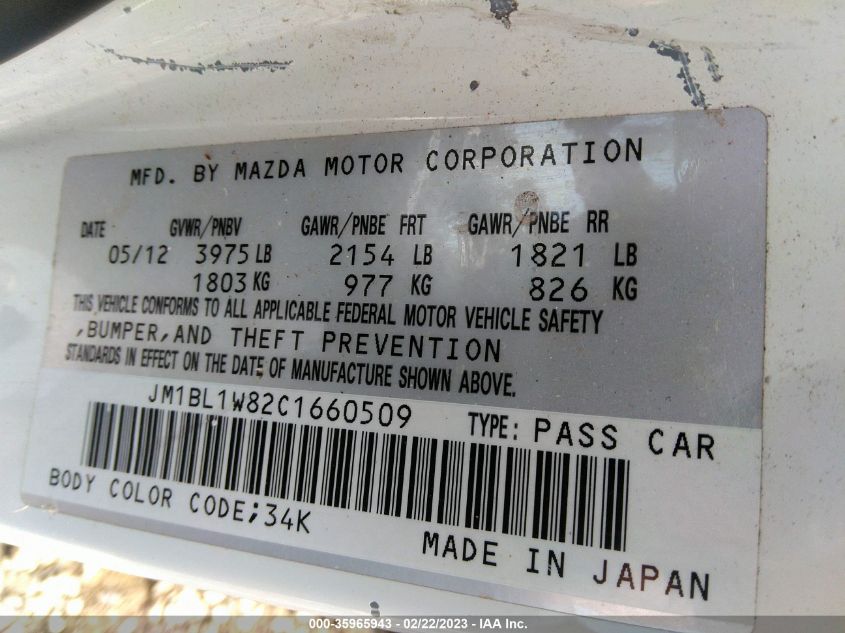 MFD. BY MAZDA MOTOR CORPORATION
DATE GVWR/PNBV GAWR/PNBE FRT GAWR/PNBE RR
05/12 3975 LB 2154 LB 1821 LB
1803 KG 977 KG 826 KG
THIS VEHICLE CONFORMS TO ALL APPLICABLE FEDERAL MOTOR VEHICLE SAFETY
,BUMPER,AND THEFT PREVENTION
STANDARDS IN EFFECT ON THE DATE OF MANUFACTURE SHOWN ABOVE.
JM1BL1W82C1660509 TYPE: PASS CAR
BODY COLOR CODE;34K
MADE IN JAPAN
000-35965943 - 02/22/2023 - © IAA Inc.